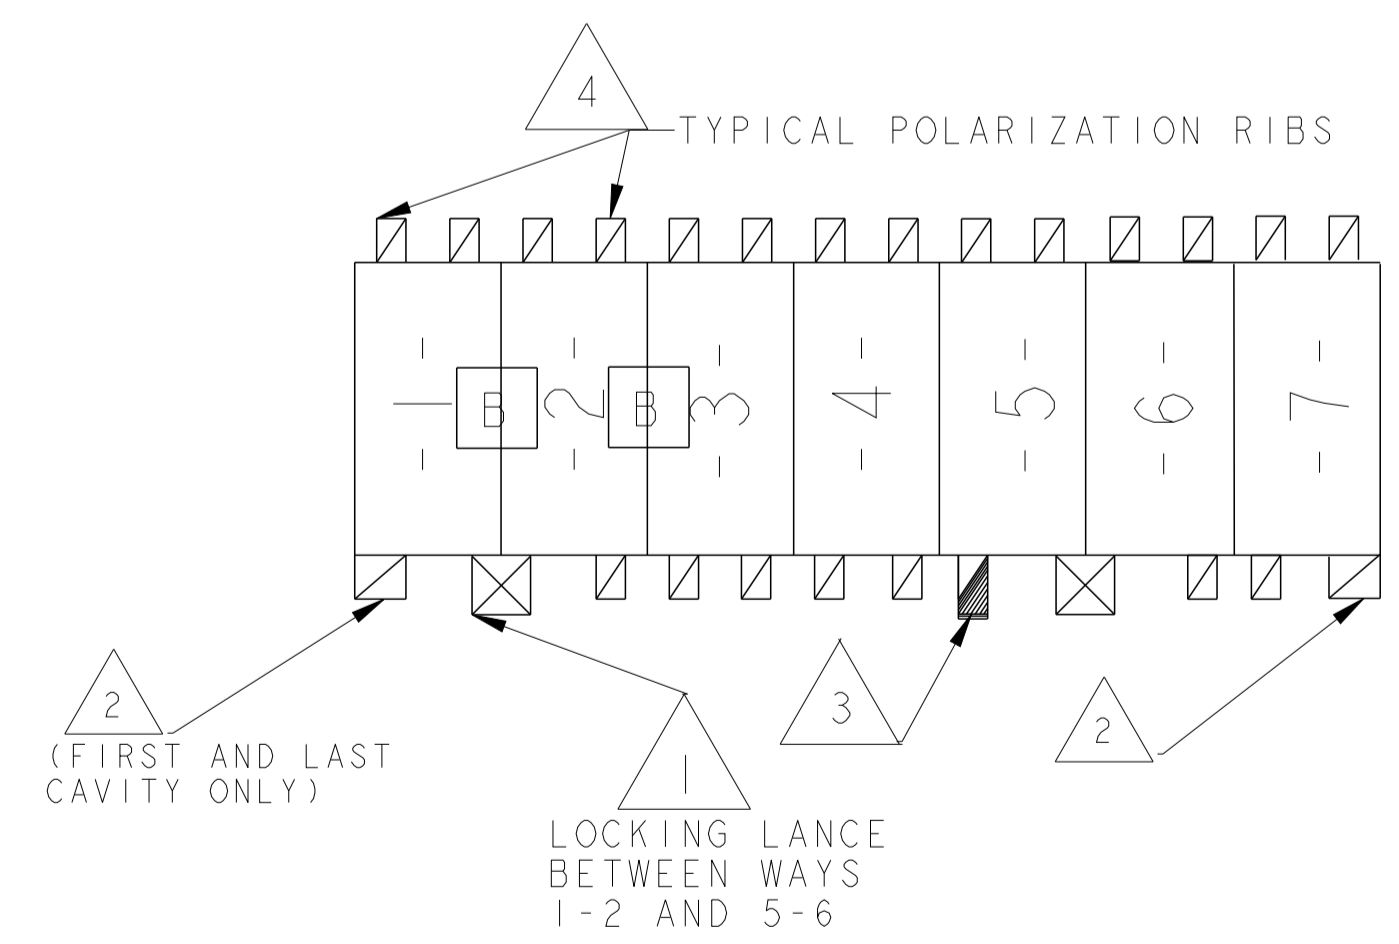 4
TYPICAL POLARIZATION RIBS
-1-
B
-2-
B
-3-
-4-
-5-
-6-
-7-
2
(FIRST AND LAST
CAVITY ONLY)
1
LOCKING LANCE
BETWEEN WAYS
1-2 AND 5-6
3
2